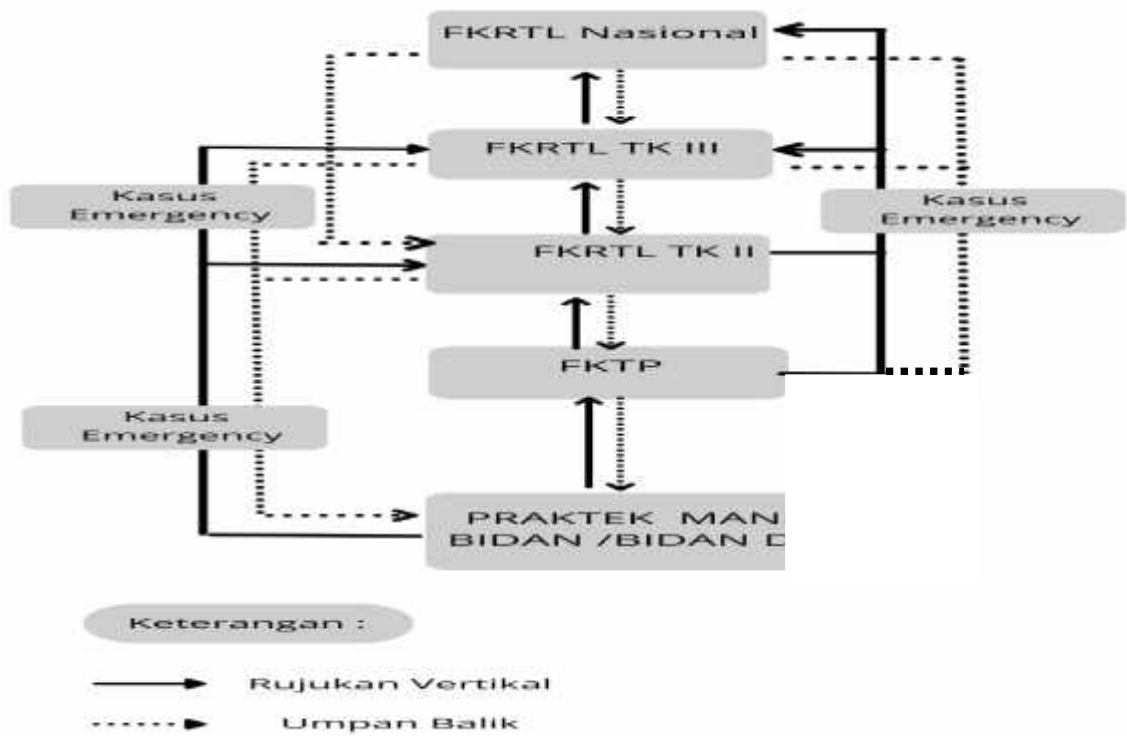 FKRTL Nasional
FKRTL TK III
Kasus
Emergency
Kasus
Emergency
FKRTL TK II
FKTP
Kasus
Emergency
PRAKTEK MAN
BIDAN /BIDAN D
Keterangan :
Rujukan Vertikal
Umpan Balik